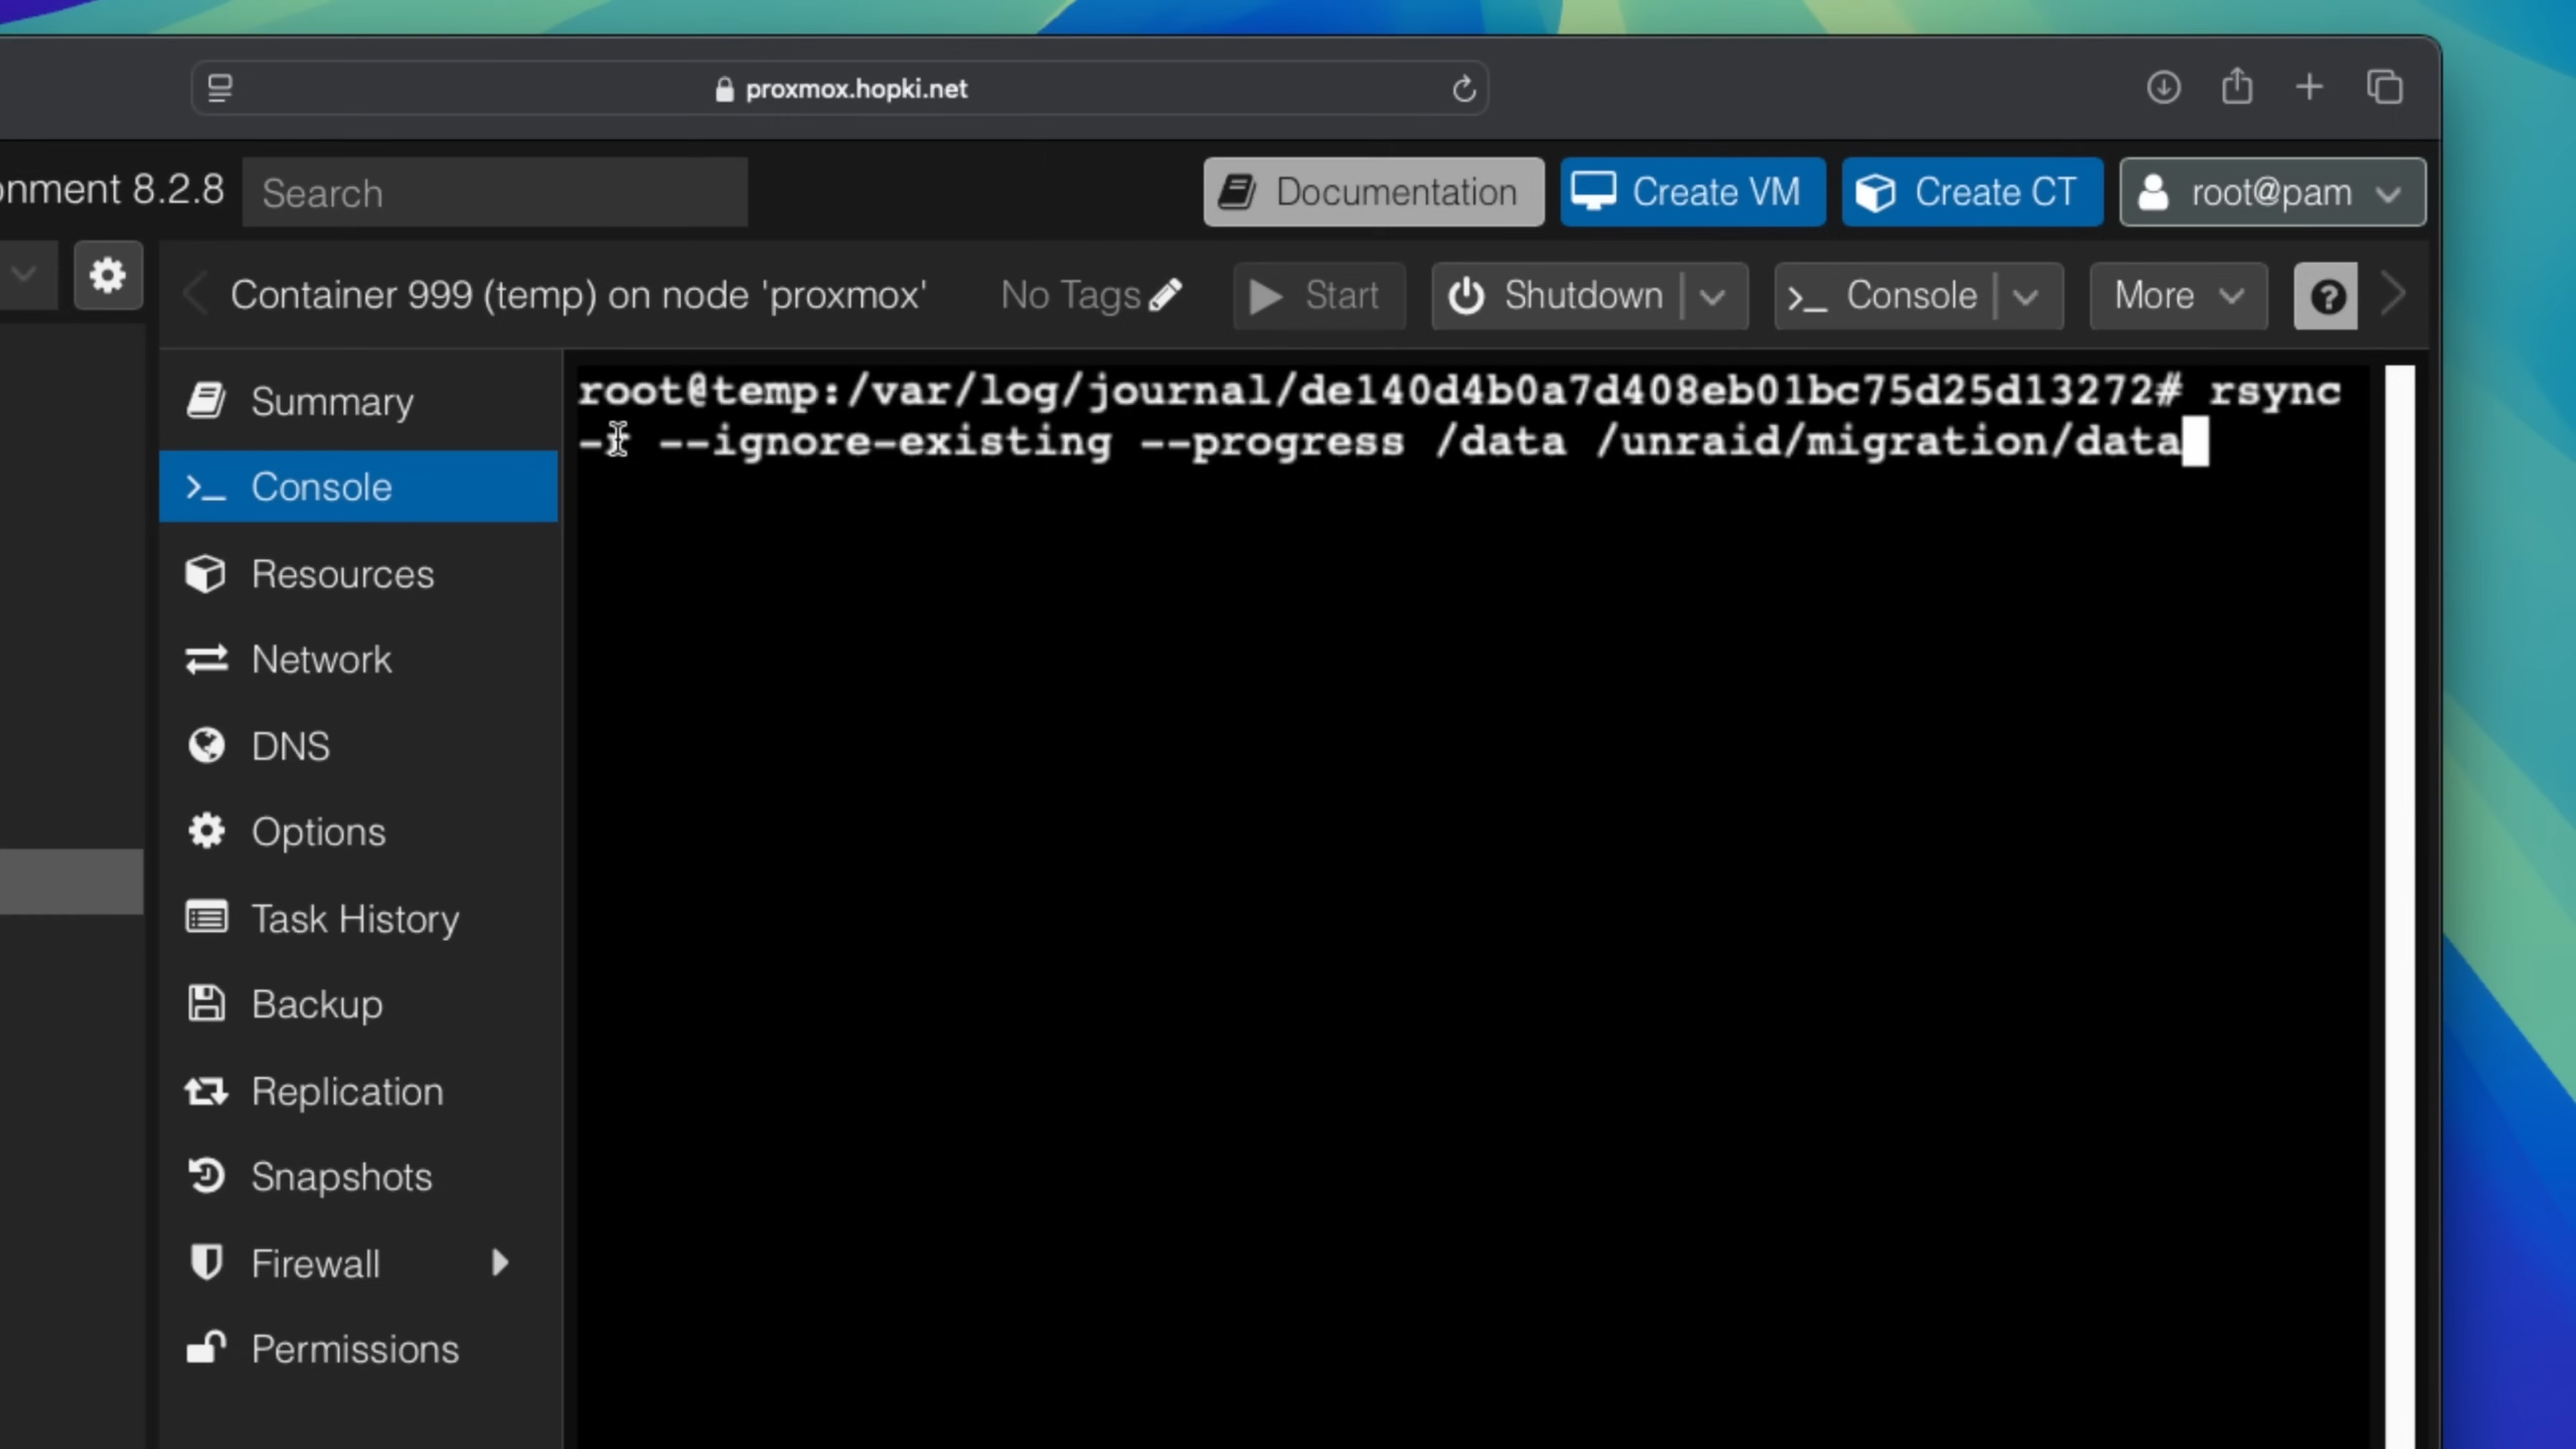 proxmox.hopki.net
onment 8.2.8
Search
Documentation
Create VM
Create CT
root@pam
Container 999 (temp) on node 'proxmox'
No Tags
Start
Shutdown
Console
More
Summary
Console
Resources
Network
DNS
Options
Task History
Backup
Replication
Snapshots
Firewall
Permissions
root@temp:/var/log/journal/de140d4b0a7d408eb01bc75d25d13272# rsync
--ignore-existing --progress /data /unraid/migration/data